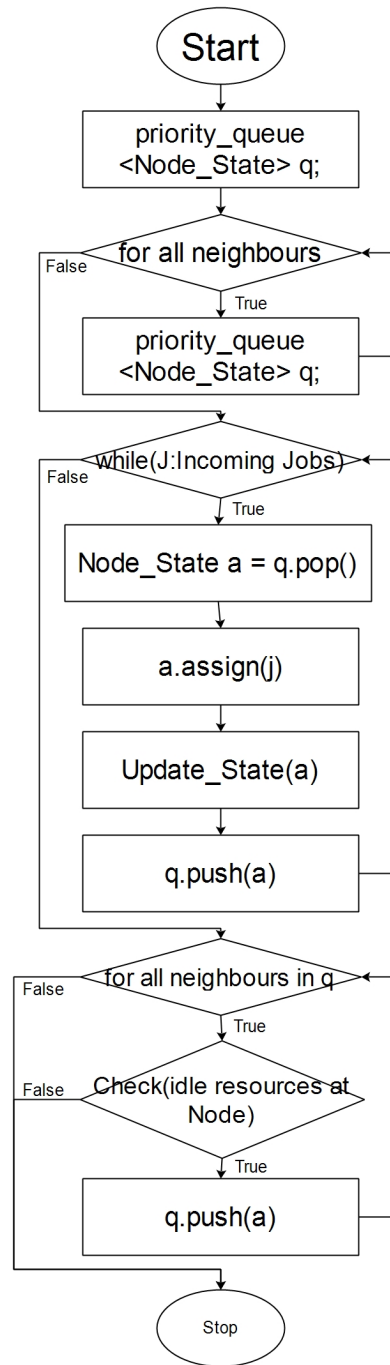 Start
priority_queue
<Node_State> q;
for all neighbours
False
True
priority_queue
<Node_State> q;
while(J:Incoming Jobs)
False
True
Node_State a = q.pop()
a.assign(j)
Update_State(a)
q.push(a)
for all neighbours in q
False
True
Check(idle resources at
Node)
False
True
q.push(a)
Stop